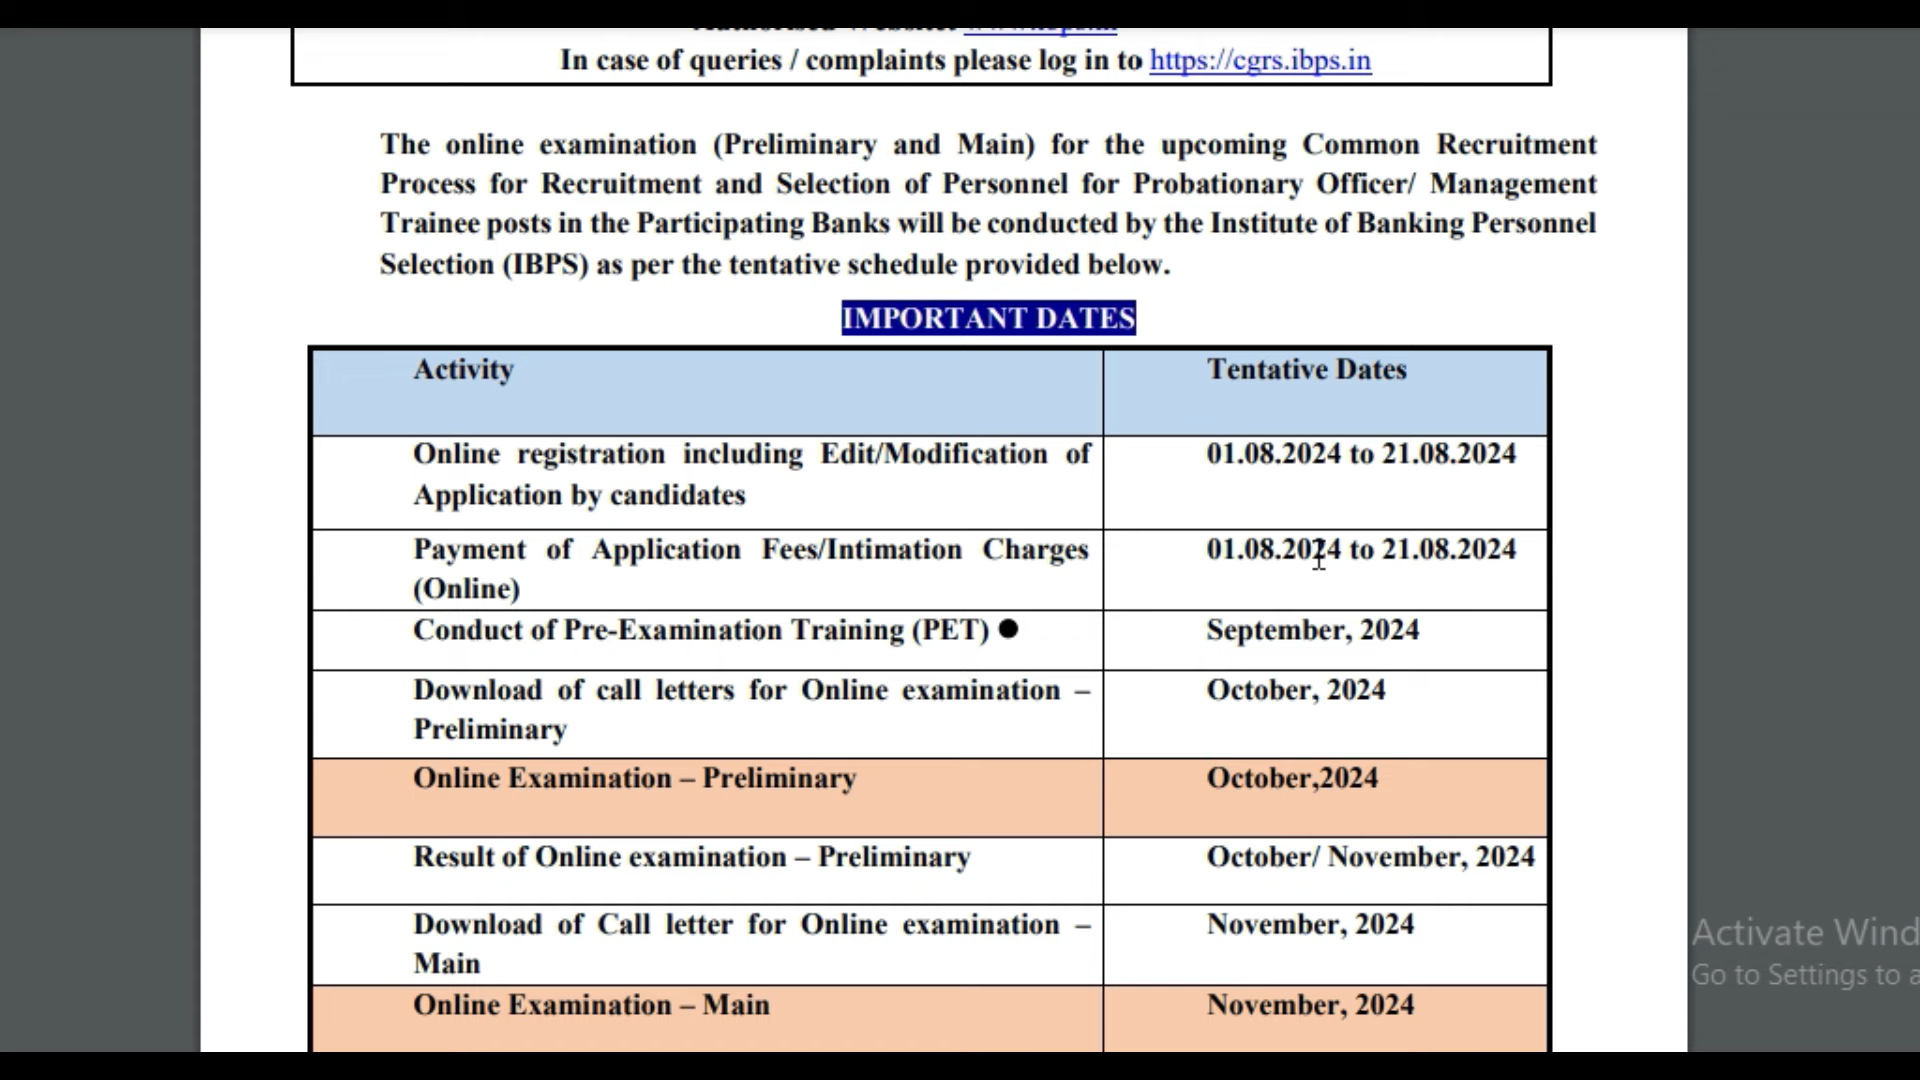 In case of queries / complaints please log in to https://cgrs.ibps.in
The online examination (Preliminary and Main) for the upcoming Common Recruitment
Process for Recruitment and Selection of Personnel for Probationary Officer/ Management
Trainee posts in the Participating Banks will be conducted by the Institute of Banking Personnel
Selection (IBPS) as per the tentative schedule provided below.
IMPORTANT DATES
Activity Tentative Dates
Online registration including Edit/Modification of 01.08.2024 to 21.08.2024
Application by candidates
Payment of Application Fees/Intimation Charges 01.08.2024 to 21.08.2024
(Online)
Conduct of Pre-Examination Training (PET) ● September, 2024
Download of call letters for Online examination – October, 2024
Preliminary
Online Examination – Preliminary October,2024
Result of Online examination – Preliminary October/ November, 2024
Download of Call letter for Online examination – November, 2024
Main
Online Examination – Main November, 2024
Activate Wind
Go to Settings to a